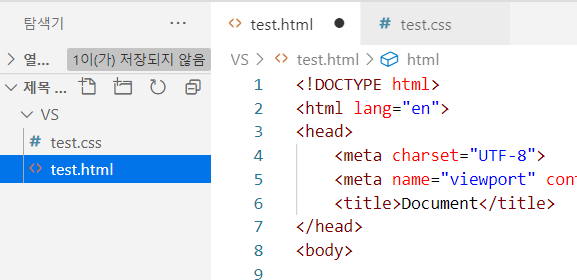 탐색기
열... 1이(가) 저장되지 않음
제목 ...
VS
# test.css
<> test.html
<> test.html ●
# test.css
VS > <> test.html > html
1 <!DOCTYPE html>
2 <html lang="en">
3 <head>
4 <meta charset="UTF-8">
5 <meta name="viewport" con
6 <title>Document</title>
7 </head>
8 <body>
9